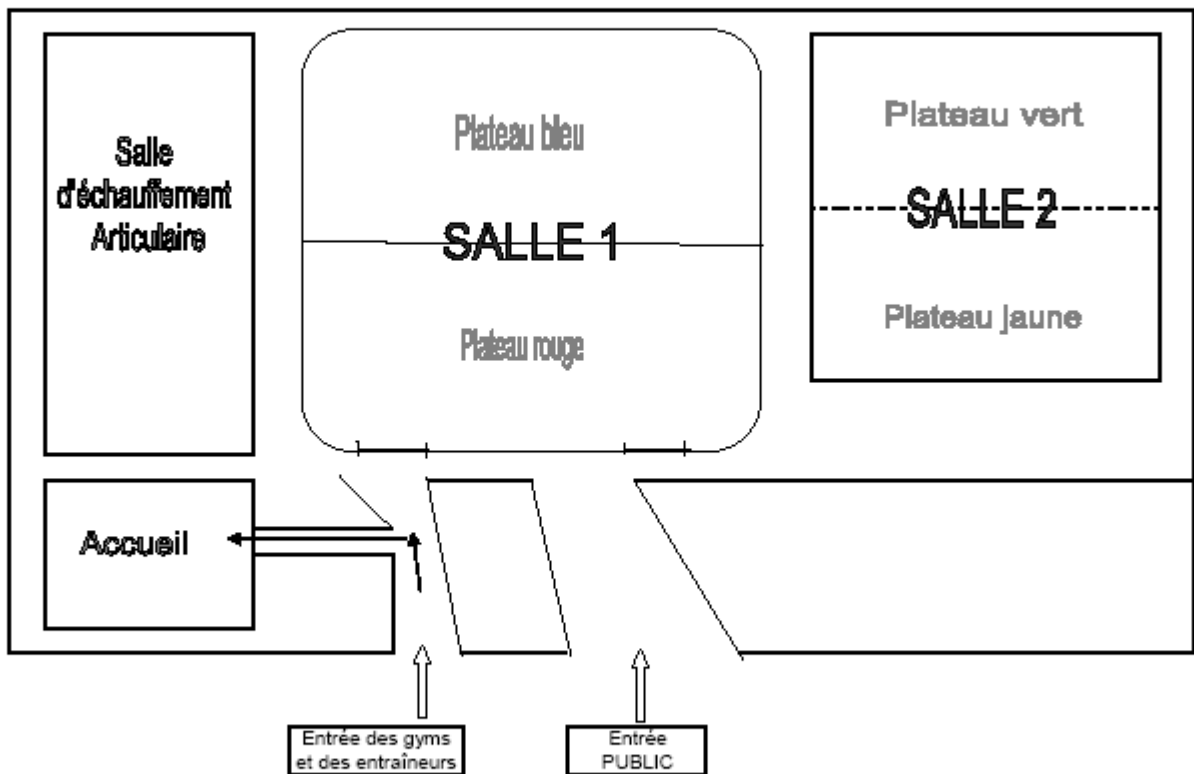 Salle
d'échauffement
Articulaire
Plateau bleu
SALLE 1
Plateau rouge
Plateau vert
SALLE 2
Plateau jaune
Accueil
Entrée des gyms
et des entraîneurs
Entrée
PUBLIC